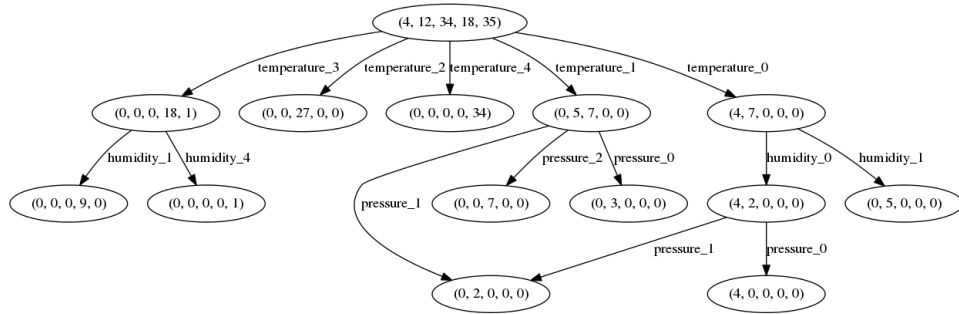 (4, 12, 34, 18, 35)
temperature_3
temperature_2
temperature_4
temperature_1
temperature_0
(0, 0, 0, 18, 1)
(0, 0, 27, 0, 0)
(0, 0, 0, 0, 34)
(0, 5, 7, 0, 0)
(4, 7, 0, 0, 0)
humidity_1
humidity_4
pressure_2
pressure_0
humidity_0
humidity_1
pressure_1
(0, 0, 0, 9, 0)
(0, 0, 0, 0, 1)
(0, 0, 7, 0, 0)
(0, 3, 0, 0, 0)
(4, 2, 0, 0, 0)
(0, 5, 0, 0, 0)
pressure_1
pressure_0
(0, 2, 0, 0, 0)
(4, 0, 0, 0, 0)